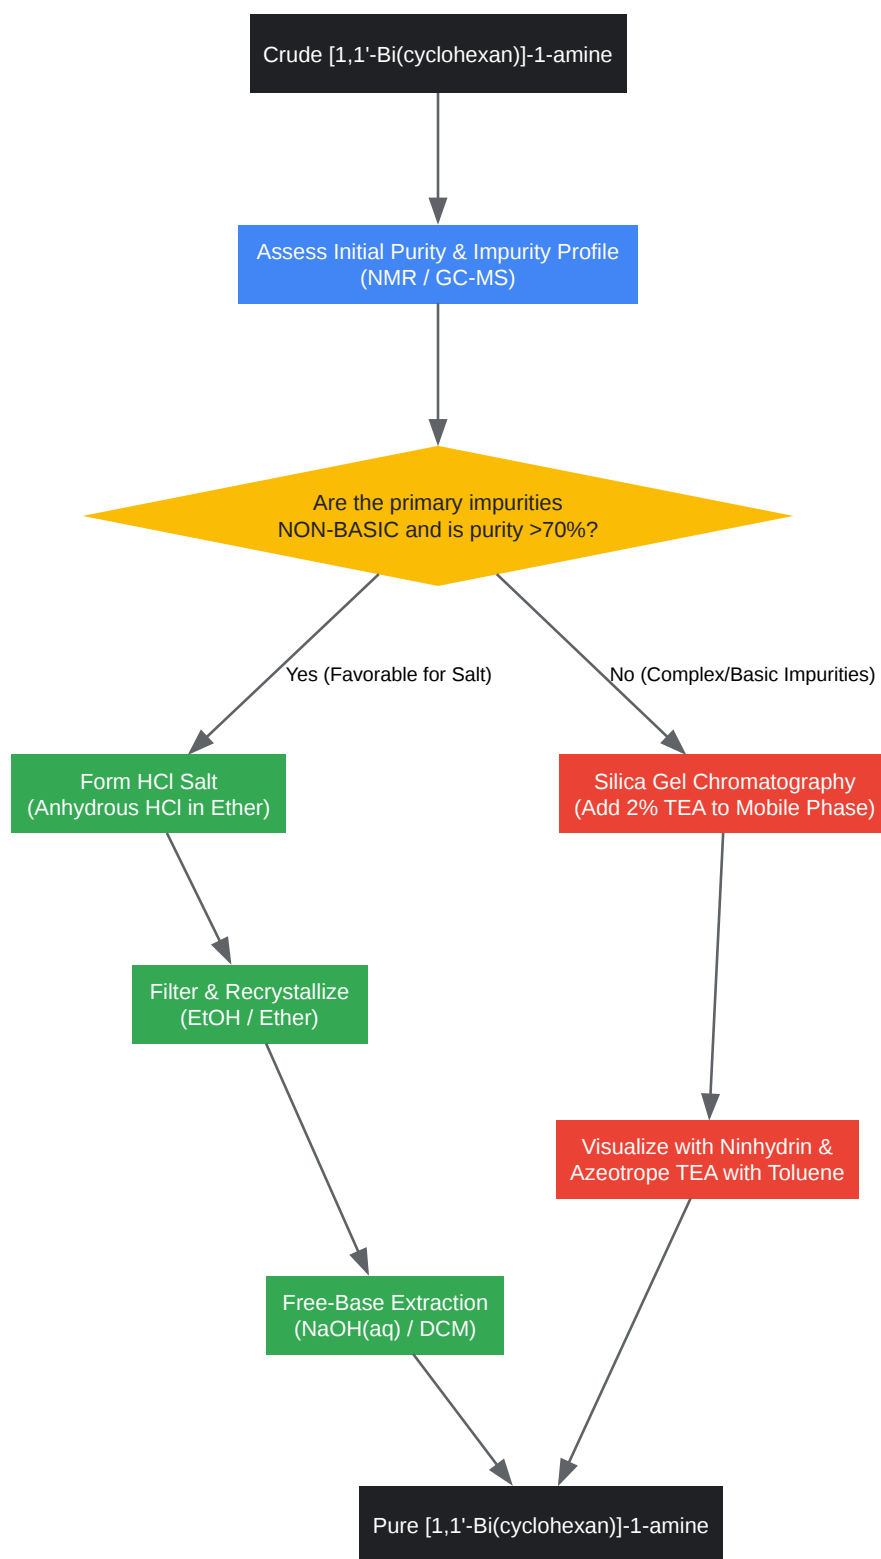 Crude [1,1'-Bi(cyclohexan)]-1-amine
Assess Initial Purity & Impurity Profile
(NMR / GC-MS)
Are the primary impurities
NON-BASIC and is purity >70%?
Yes (Favorable for Salt)
No (Complex/Basic Impurities)
Form HCl Salt
(Anhydrous HCl in Ether)
Silica Gel Chromatography
(Add 2% TEA to Mobile Phase)
Filter & Recrystallize
(EtOH / Ether)
Visualize with Ninhydrin &
Azeotrope TEA with Toluene
Free-Base Extraction
(NaOH(aq) / DCM)
Pure [1,1'-Bi(cyclohexan)]-1-amine